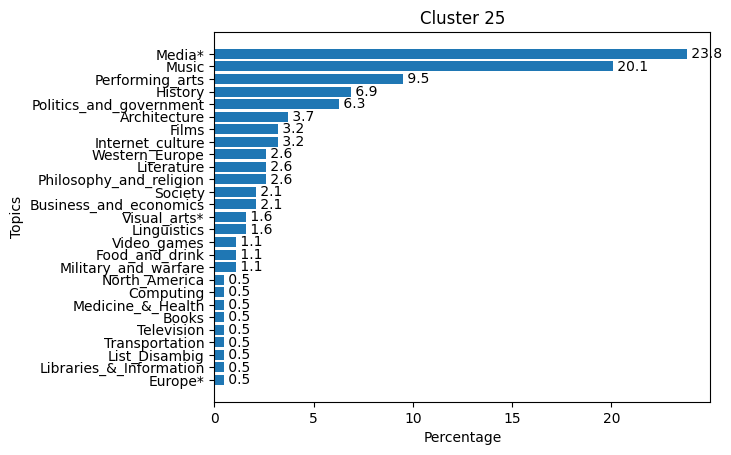 Cluster 25
Media* 23.8
Music 20.1
Performing_arts 9.5
History 6.9
Politics_and_government 6.3
Architecture 3.7
Films 3.2
Internet_culture 3.2
Western_Europe 2.6
Literature 2.6
Philosophy_and_religion 2.6
Society 2.1
Business_and_economics 2.1
Visual_arts* 1.6
Linguistics 1.6
Video_games 1.1
Food_and_drink 1.1
Military_and_warfare 1.1
North_America 0.5
Computing 0.5
Medicine_&_Health 0.5
Books 0.5
Television 0.5
Transportation 0.5
List_Disambig 0.5
Libraries_&_Information 0.5
Europe* 0.5
Topics
0 5 10 15 20
Percentage